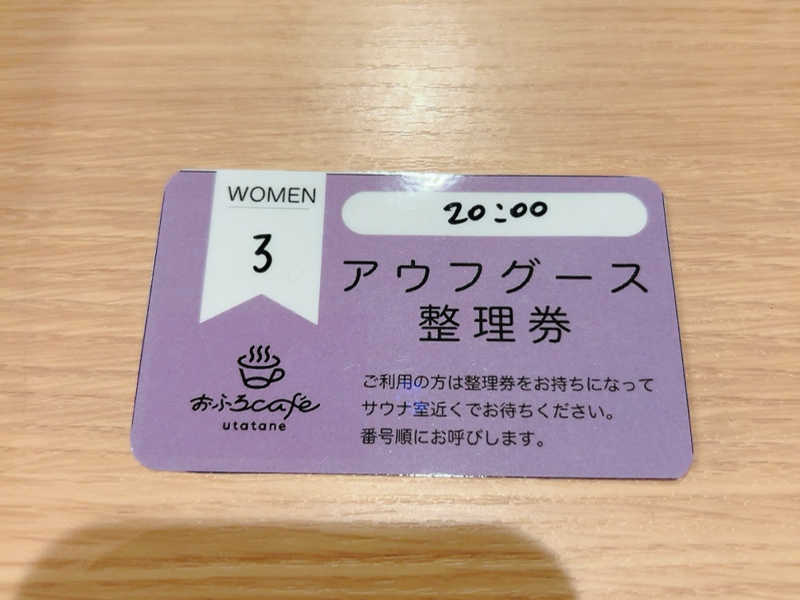 WOMEN
3
20:00
アウフグース
整理券
おふろcafé
utatane
ご利用の方は整理券をお持ちになって
サウナ室近くでお待ちください。
番号順にお呼びします。